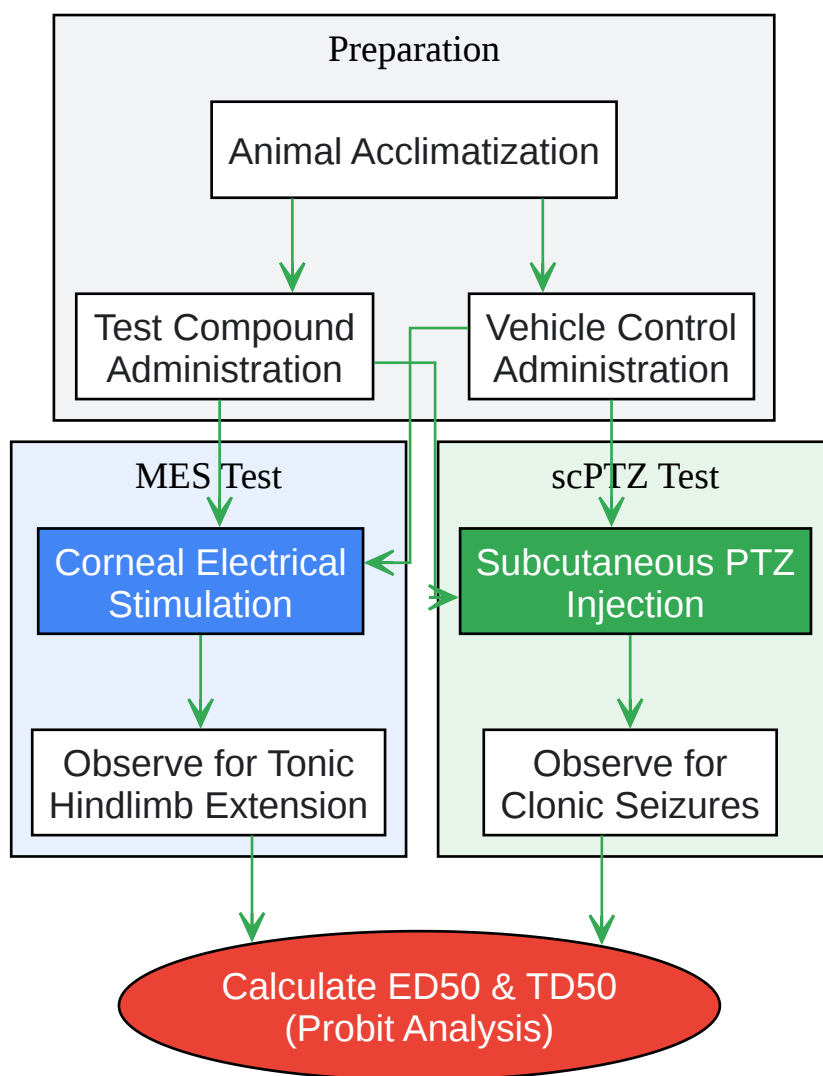 Preparation
Animal Acclimatization
Test Compound
Administration
Vehicle Control
Administration
MES Test
Corneal Electrical
Stimulation
Observe for Tonic
Hindlimb Extension
scPTZ Test
Subcutaneous PTZ
Injection
Observe for
Clonic Seizures
Calculate ED50 & TD50
(Probit Analysis)